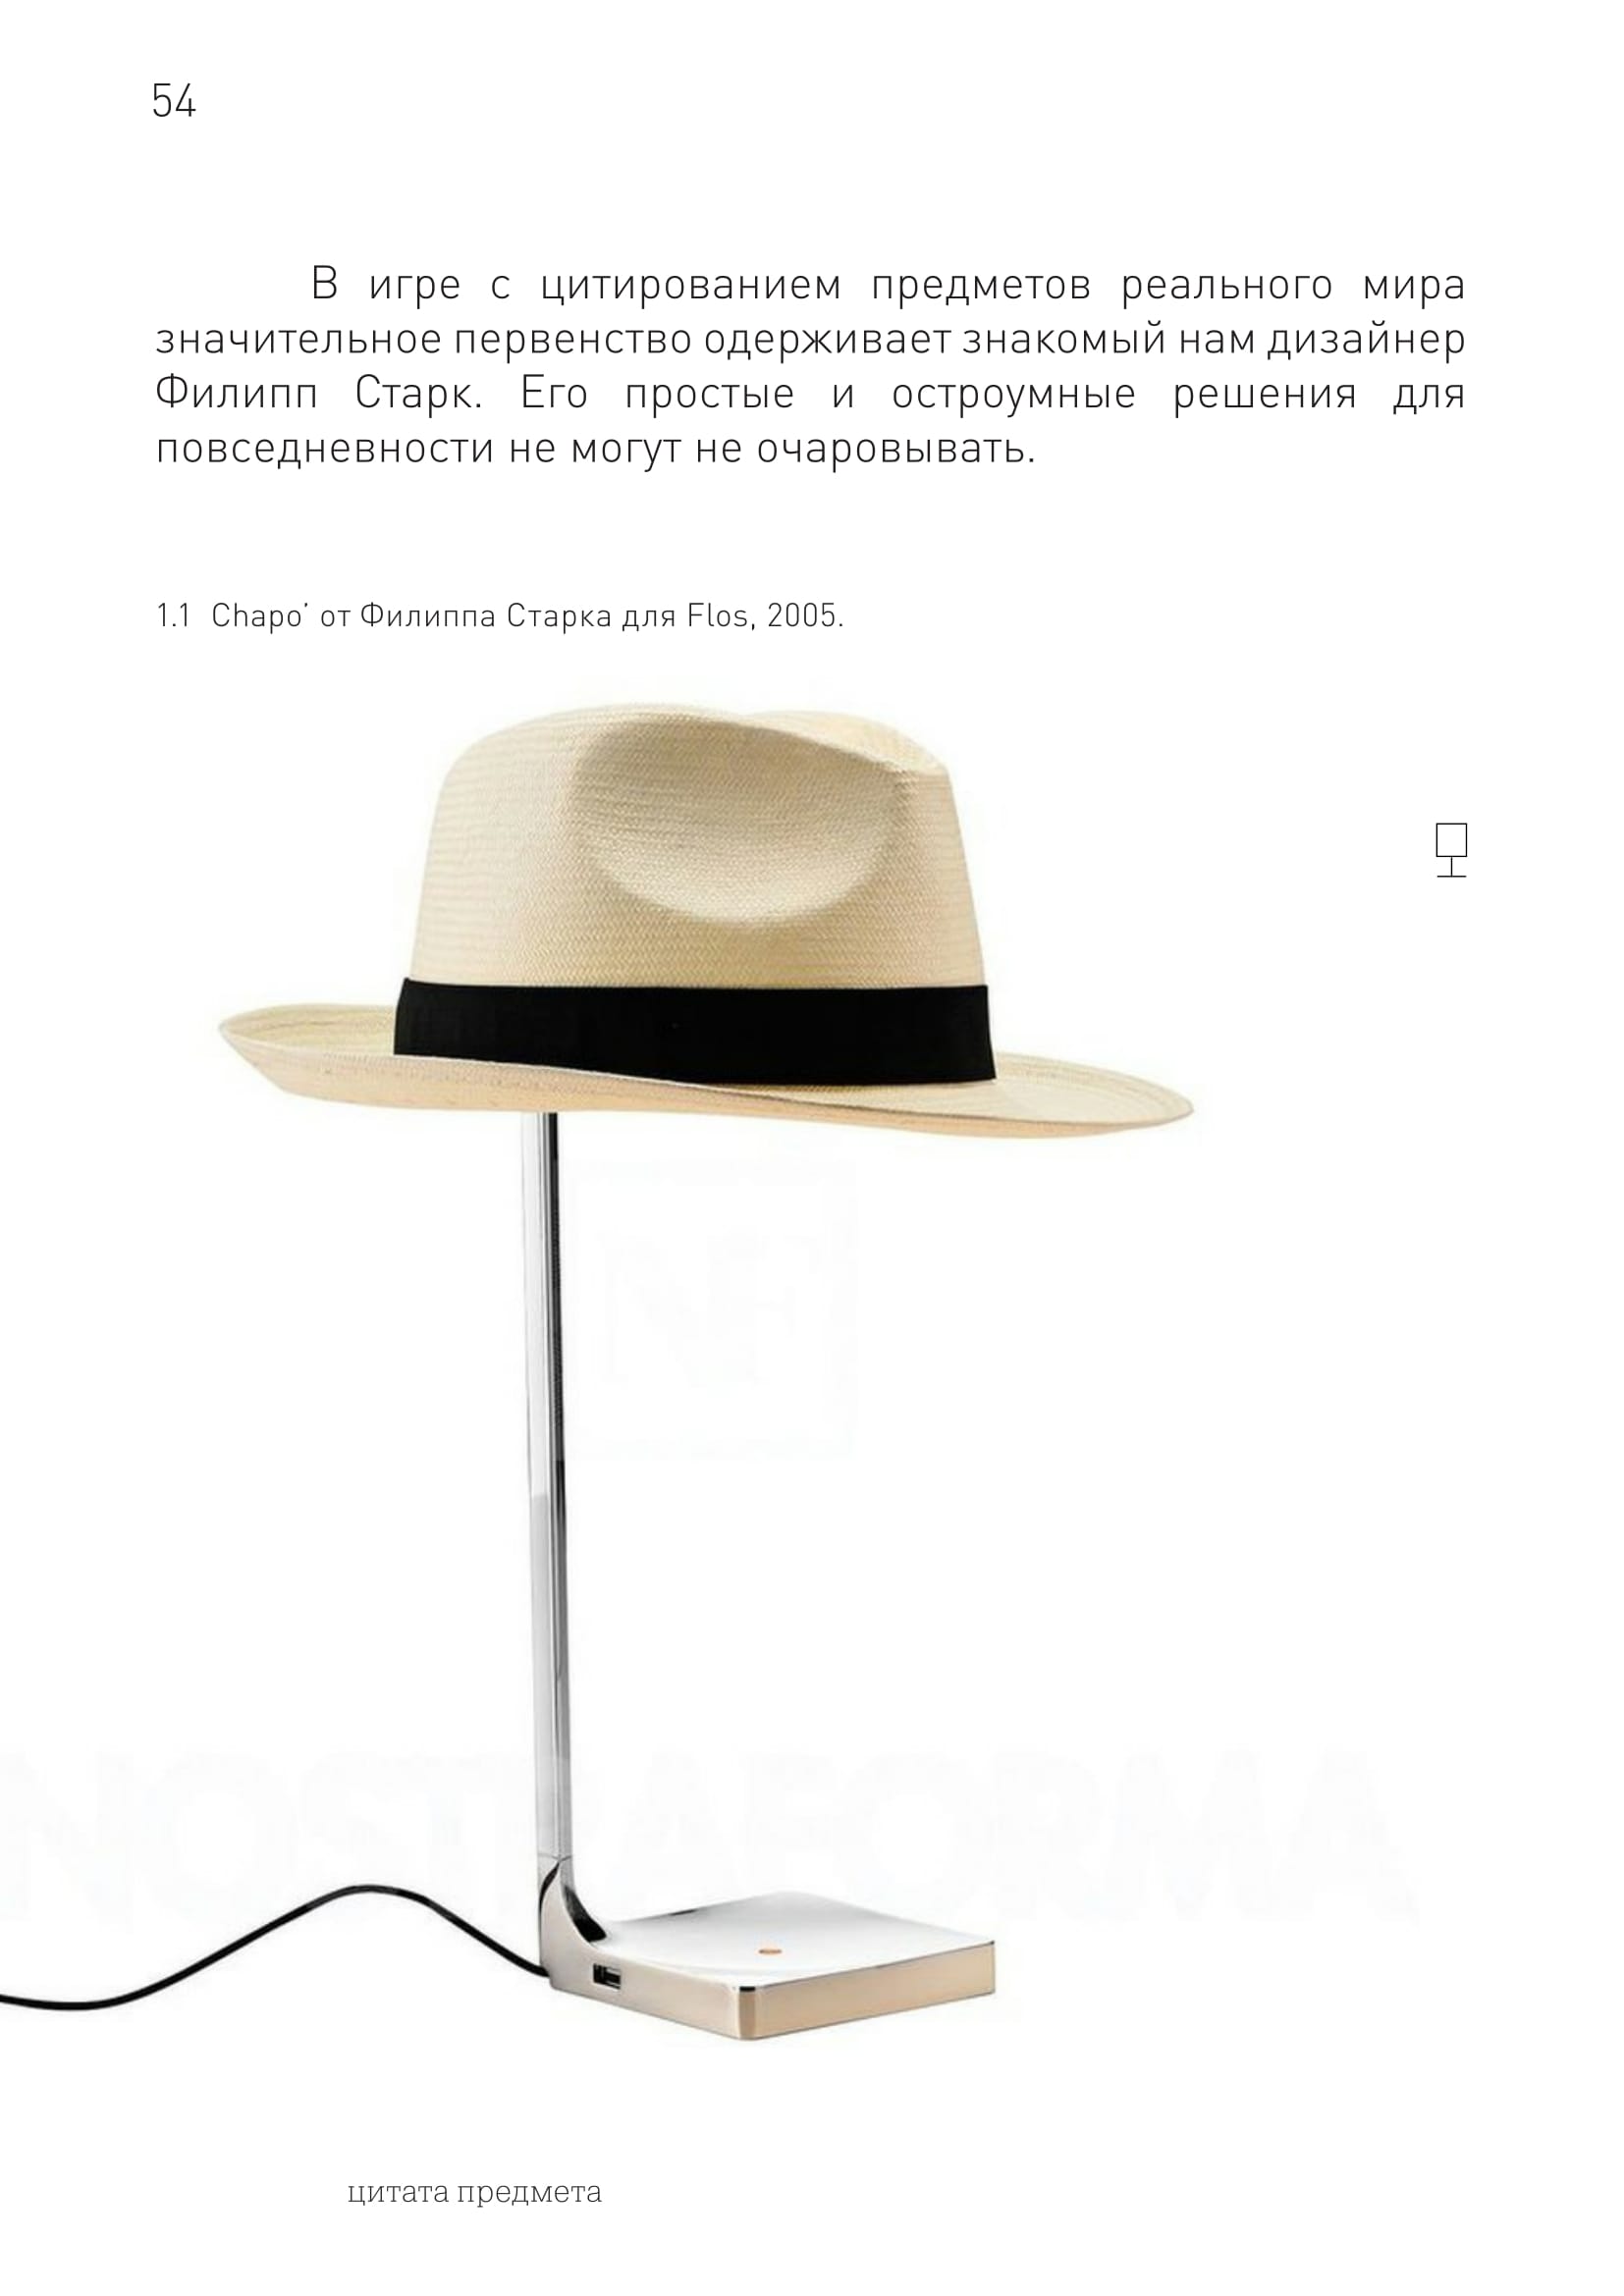 54
В игре с цитированием предметов реального мира
значительное первенство одерживает знакомый нам дизайнер
Филипп Старк. Его простые и остроумные решения для
повседневности не могут не очаровывать.
1.1 Chapo’ от Филиппа Старка для Flos, 2005.
NOSTRAFORMA
цитата предмета